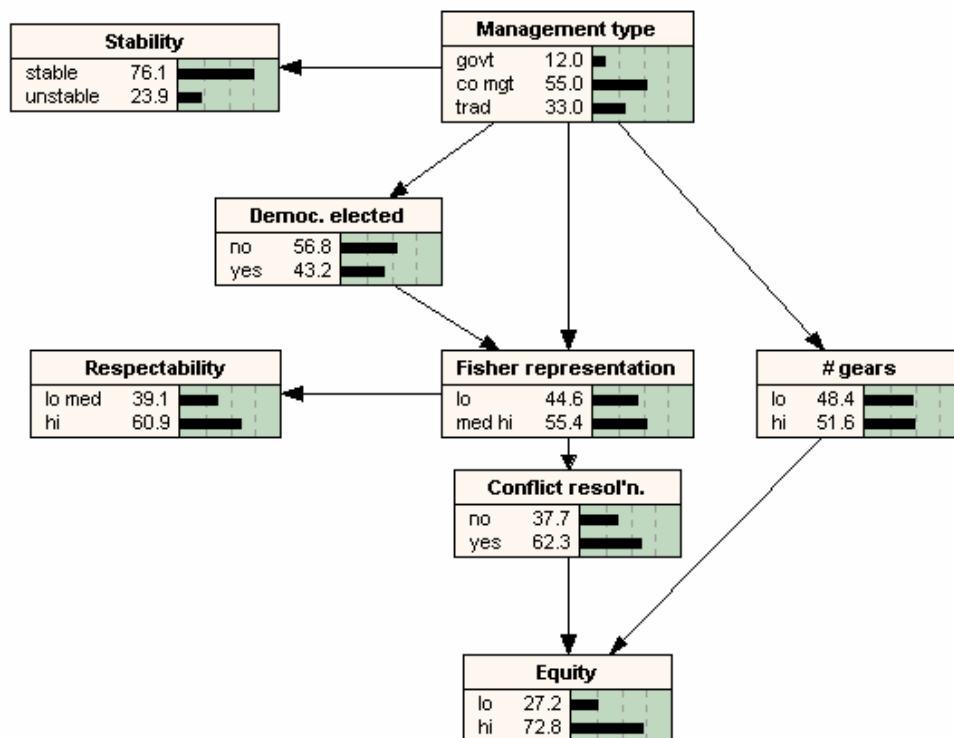 Stability
stable 76.1
unstable 23.9
Management type
govt 12.0
co mgt 55.0
trad 33.0
Democ. elected
no 56.8
yes 43.2
Respectability
lo med 39.1
hi 60.9
Fisher representation
lo 44.6
med hi 55.4
# gears
lo 48.4
hi 51.6
Conflict resol'n.
no 37.7
yes 62.3
Equity
lo 27.2
hi 72.8